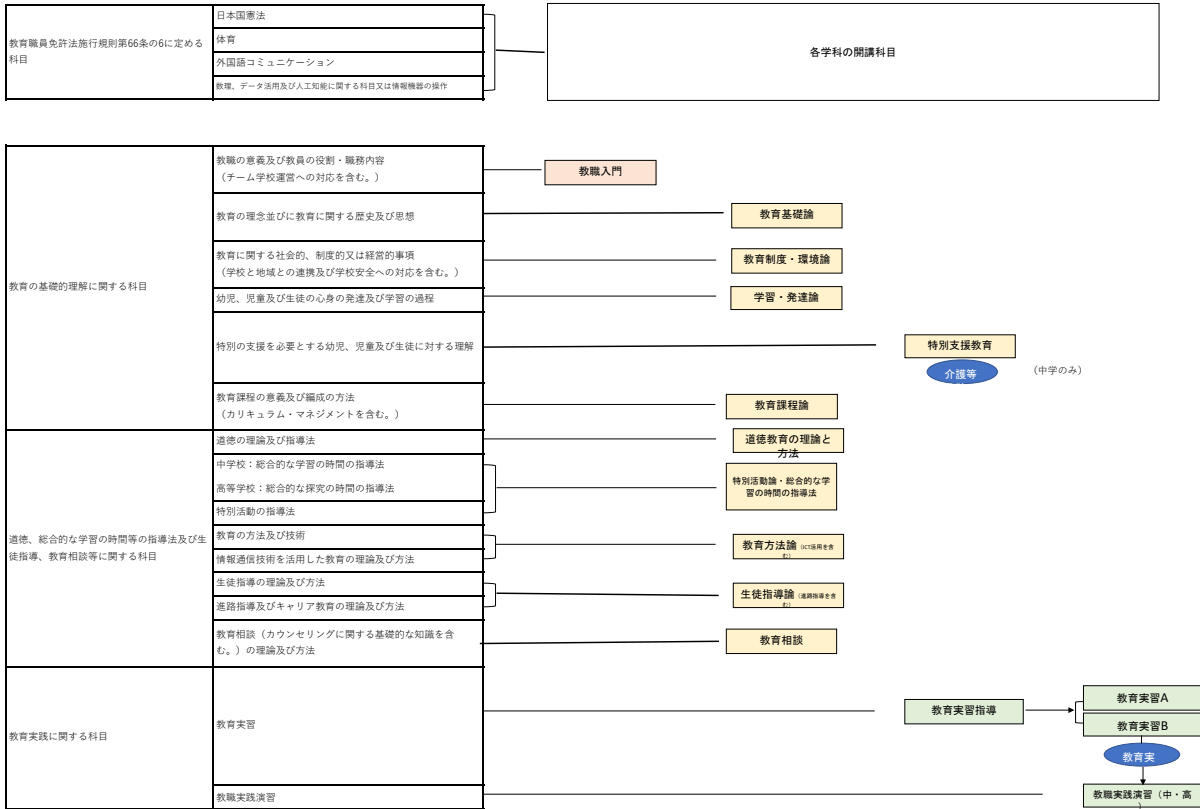 教育職員免許法施行規則第66条の6に定める
科目
日本国憲法
体育
外国語コミュニケーション
数理、データ活用及び人工知能に関する科目又は情報機器の操作
各学科の開講科目
教育の基礎的理解に関する科目
教職の意義及び教員の役割・職務内容
（チーム学校運営への対応を含む。）
教職入門
教育の理念並びに教育に関する歴史及び思想
教育基礎論
教育に関する社会的、制度的又は経営的事項
（学校と地域との連携及び学校安全への対応を含む。）
教育制度・環境論
幼児、児童及び生徒の心身の発達及び学習の過程
学習・発達論
特別の支援を必要とする幼児、児童及び生徒に対する理解
特別支援教育
介護等
（中学のみ）
教育課程の意義及び編成の方法
（カリキュラム・マネジメントを含む。）
教育課程論
道徳、総合的な学習の時間等の指導法及び生
徒指導、教育相談等に関する科目
道徳の理論及び指導法
道徳教育の理論と
方法
中学校：総合的な学習の時間の指導法
高等学校：総合的な探究の時間の指導法
特別活動の指導法
特別活動論・総合的な学
習の時間の指導法
教育の方法及び技術
情報通信技術を活用した教育の理論及び方法
教育方法論（ICT活用を含
む）
生徒指導の理論及び方法
進路指導及びキャリア教育の理論及び方法
生徒指導論（進路指導を含
む）
教育相談（カウンセリングに関する基礎的な知識を含
む。）の理論及び方法
教育相談
教育実践に関する科目
教育実習
教育実習指導
教育実習A
教育実習B
教育実
教職実践演習
教職実践演習（中・高
）